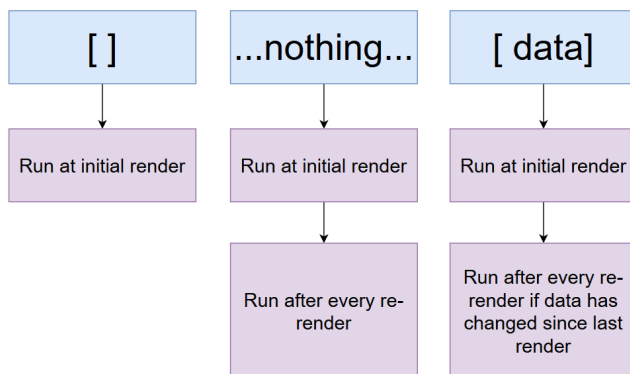 [ ]
...nothing...
[ data]
Run at initial render
Run at initial render
Run at initial render
Run after every re-
render
Run after every re-
render if data has
changed since last
render